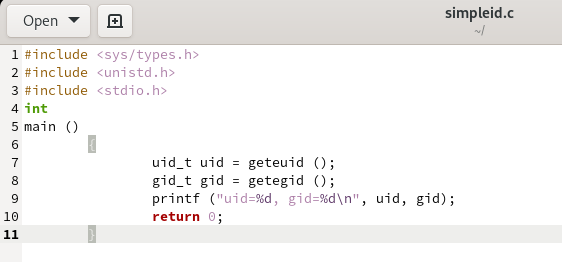 Open
simpleid.c
~/
1 #include <sys/types.h>
2 #include <unistd.h>
3 #include <stdio.h>
4 int
5 main ()
6 {
7 uid_t uid = geteuid ();
8 gid_t gid = getegid ();
9 printf ("uid=%d, gid=%d\n", uid, gid);
10 return 0;
11 }